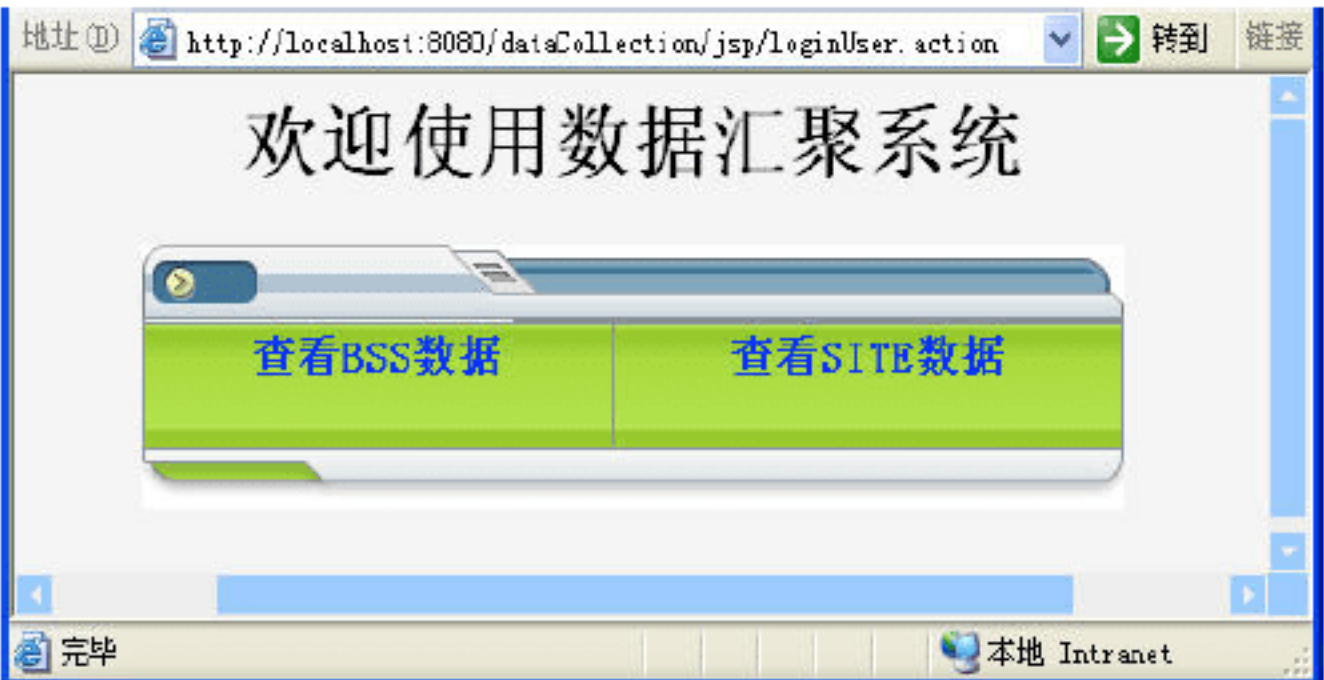 地址(D) http://localhost:8080/dataCollection/jsp/loginUser.action 转到 链接
欢迎使用数据汇聚系统
查看BSS数据 查看SITE数据
完毕 本地 Intranet